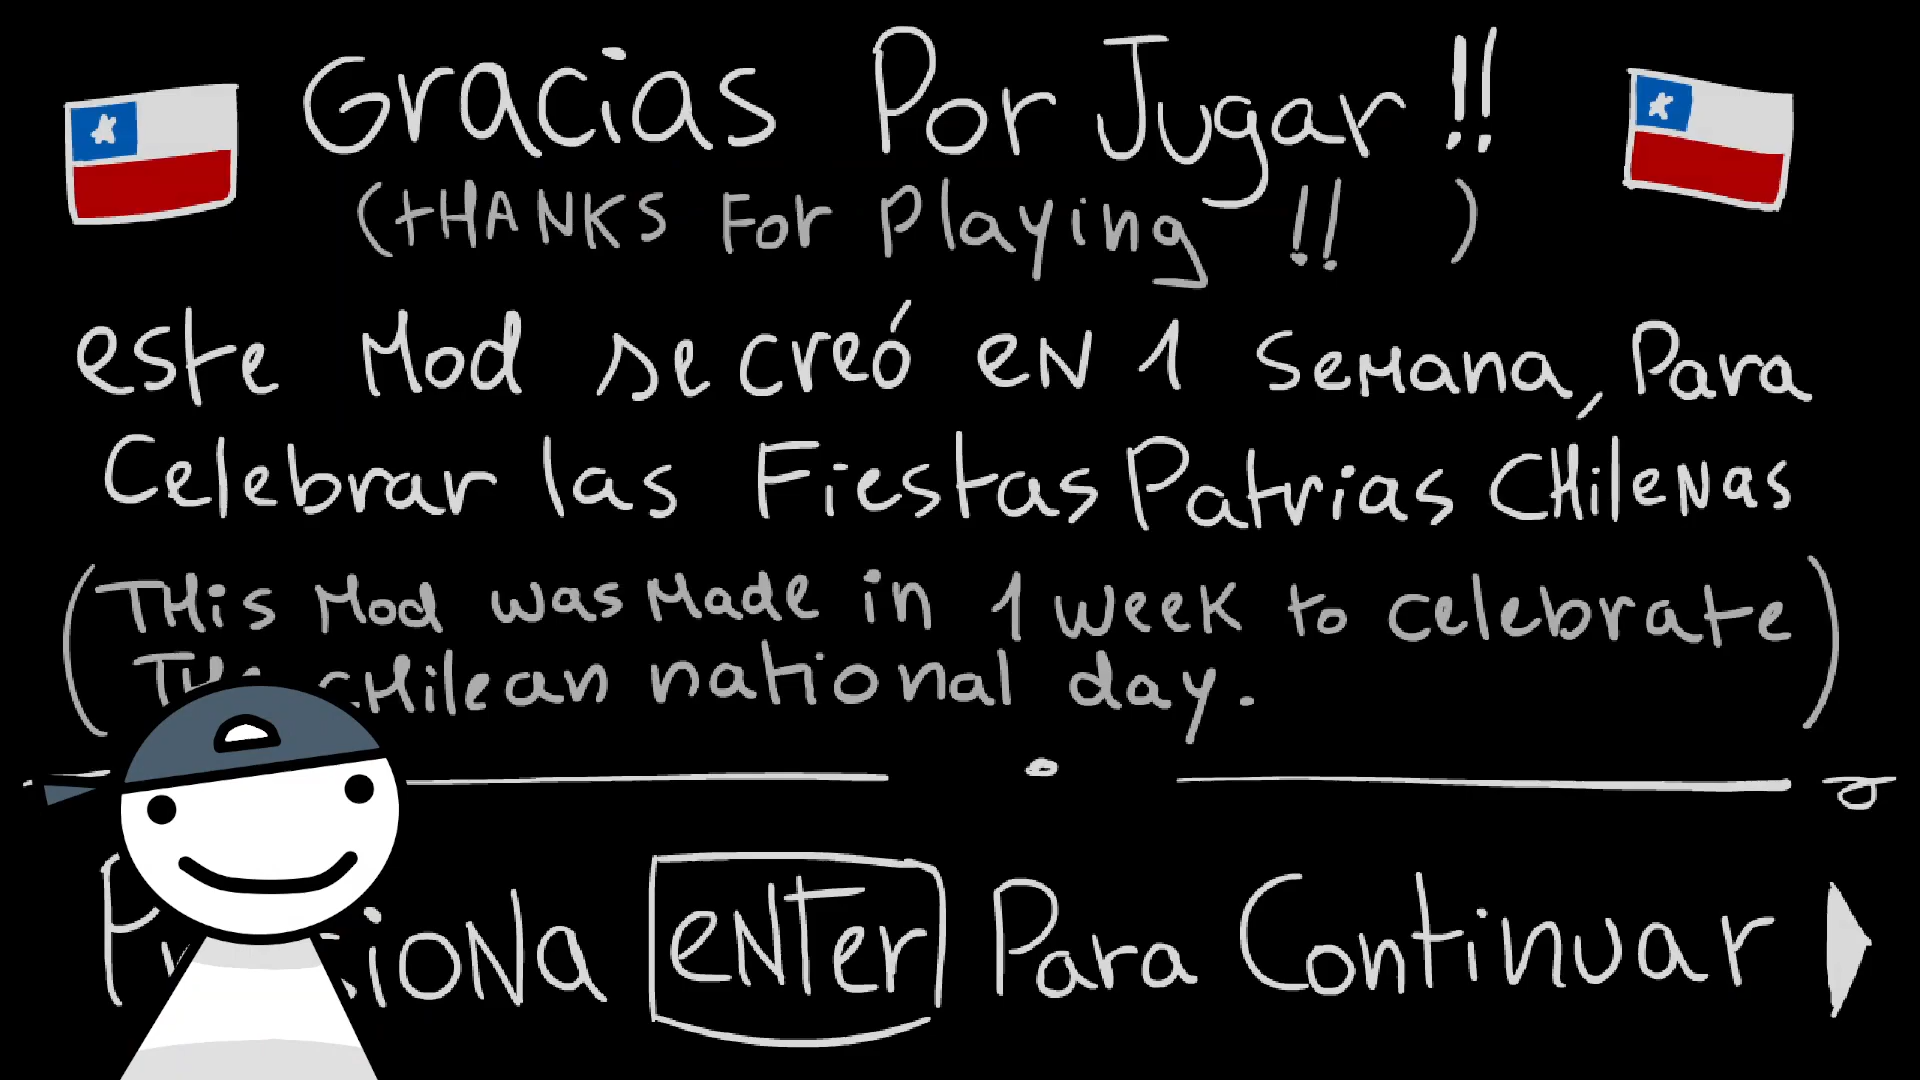 Gracias Por Jugar !!
(THANKS For Playing !! )
este Mod se creó en 1 semana, Para
Celebrar las Fiestas Patrias CHilenas
(THis Mod was Made in 1 week to celebrate
CHilean national day.)
enter Para Continuar